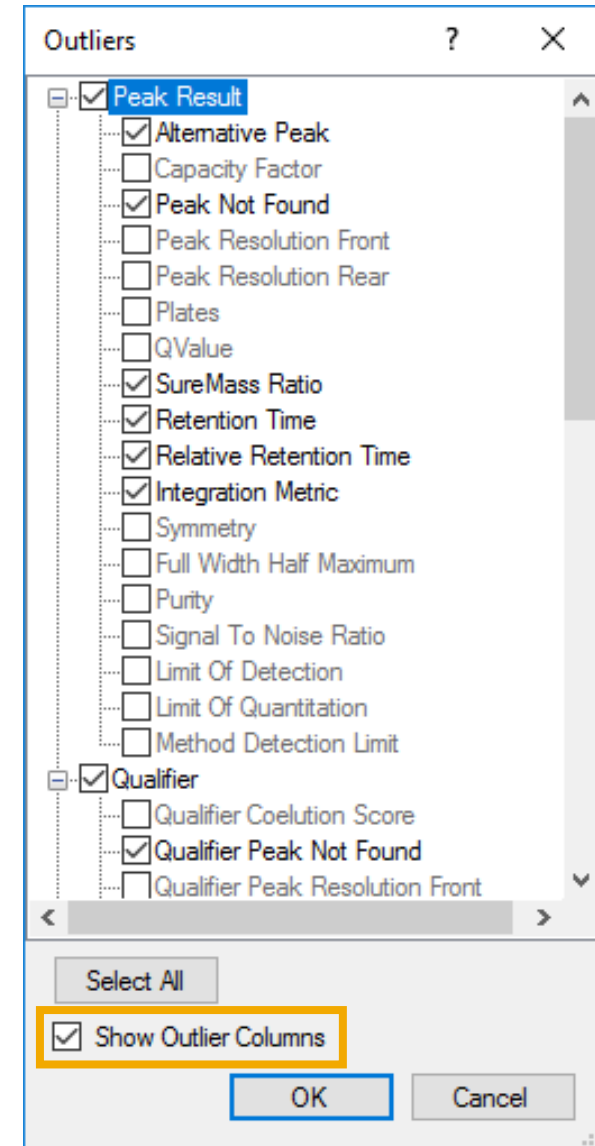 Outliers ?
Peak Result
Alternative Peak
Capacity Factor
Peak Not Found
Peak Resolution Front
Peak Resolution Rear
Plates
QValue
SureMass Ratio
Retention Time
Relative Retention Time
Integration Metric
Symmetry
Full Width Half Maximum
Purity
Signal To Noise Ratio
Limit Of Detection
Limit Of Quantitation
Method Detection Limit
Qualifier
Qualifier Coelution Score
Qualifier Peak Not Found
Qualifier Peak Resolution Front
Select All
Show Outlier Columns
OK Cancel